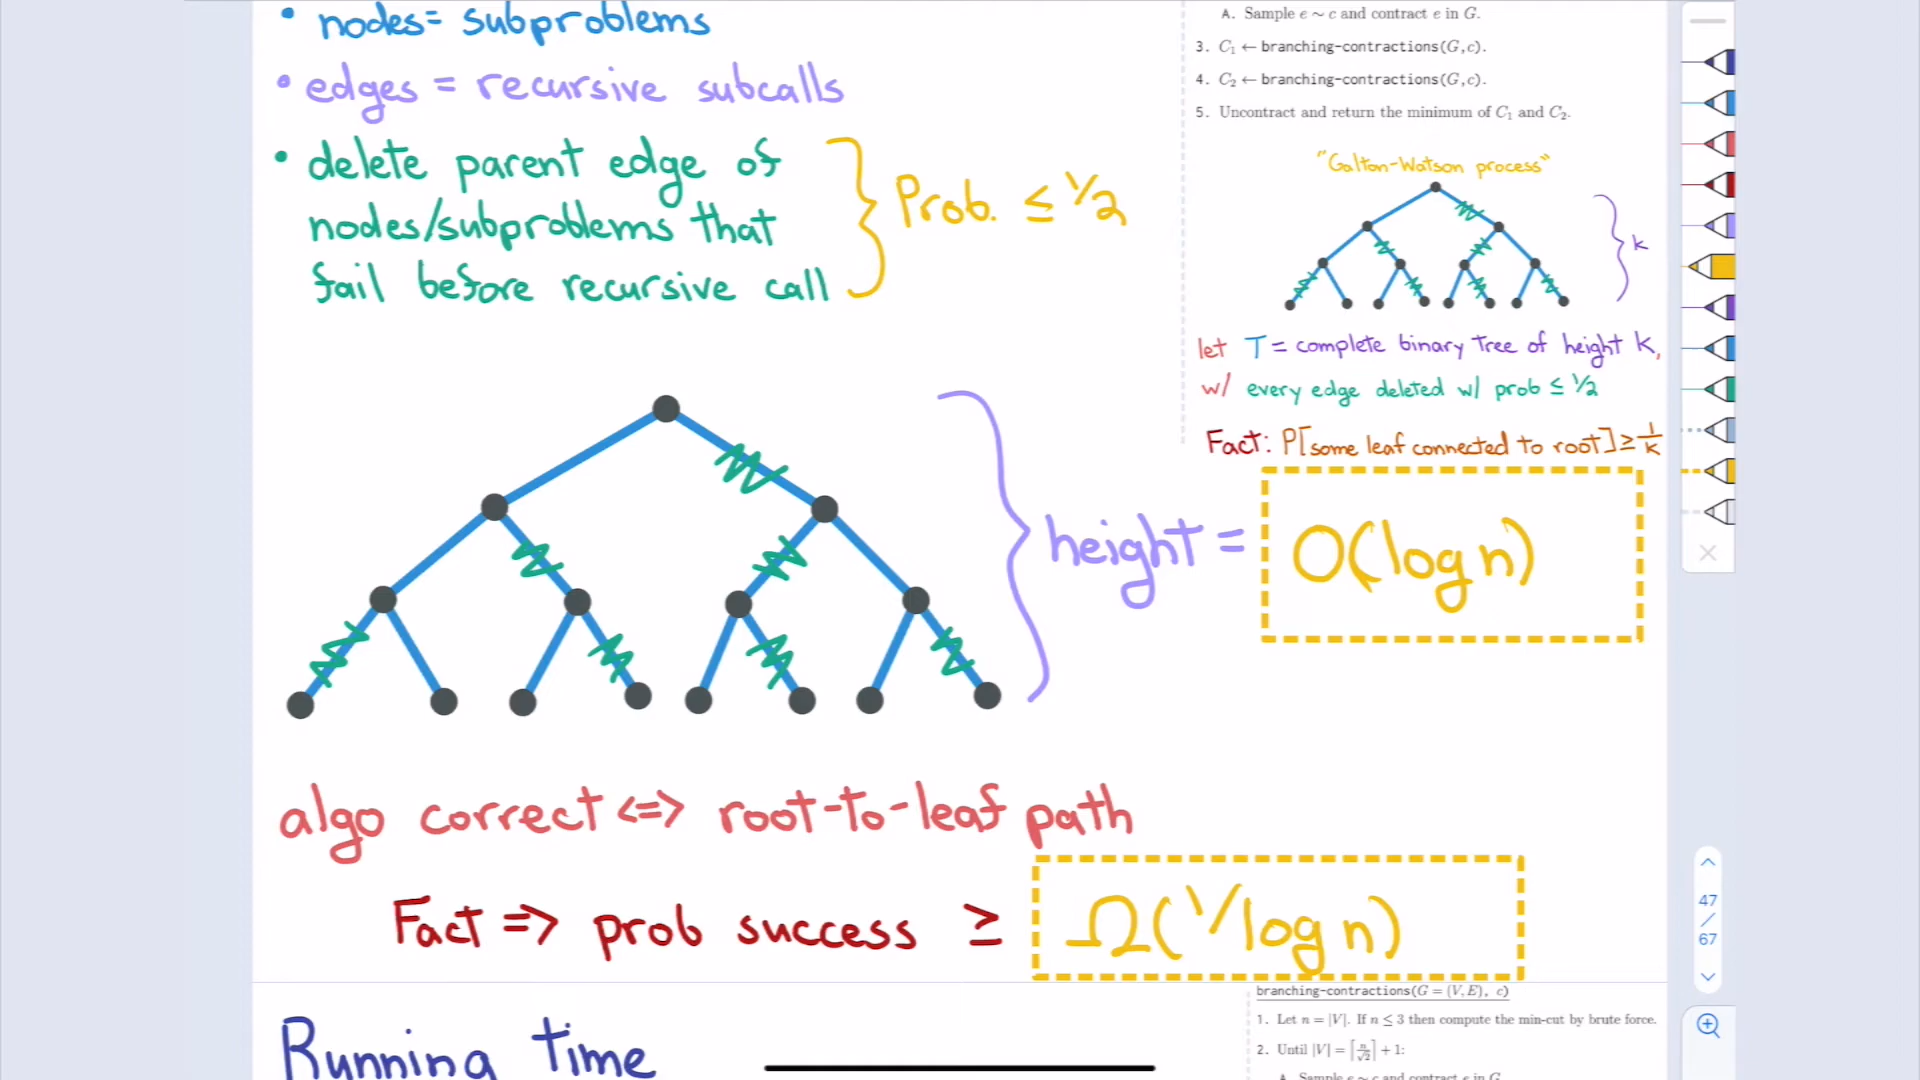 • nodes= subproblems
• edges = recursive subcalls
• delete parent edge of
nodes/subproblems that
fail before recursive call
Prob. ≤ 1/2
height =
O(log n)
algo correct <=> root-to-leaf path
Fact => prob success ≥
Ω(1/log n)
Running time
A. Sample e ~ c and contract e in G.
3. C₁ ← branching-contractions(G,c).
4. C₂ ← branching-contractions(G,c).
5. Uncontract and return the minimum of C₁ and C₂.
"Galton-Watson process"
k
let T = complete binary tree of height k,
w/ every edge deleted w/ prob ≤ 1/2
Fact: P[some leaf connected to root] ≥ 1/k
branching-contractions(G = (V, E), c)
1. Let n = |V|. If n ≤ 3 then compute the min-cut by brute force.
2. Until |V| = ⌈n/√2⌉ + 1:
A. Sample e ~ c and contract e in G
47
/
67